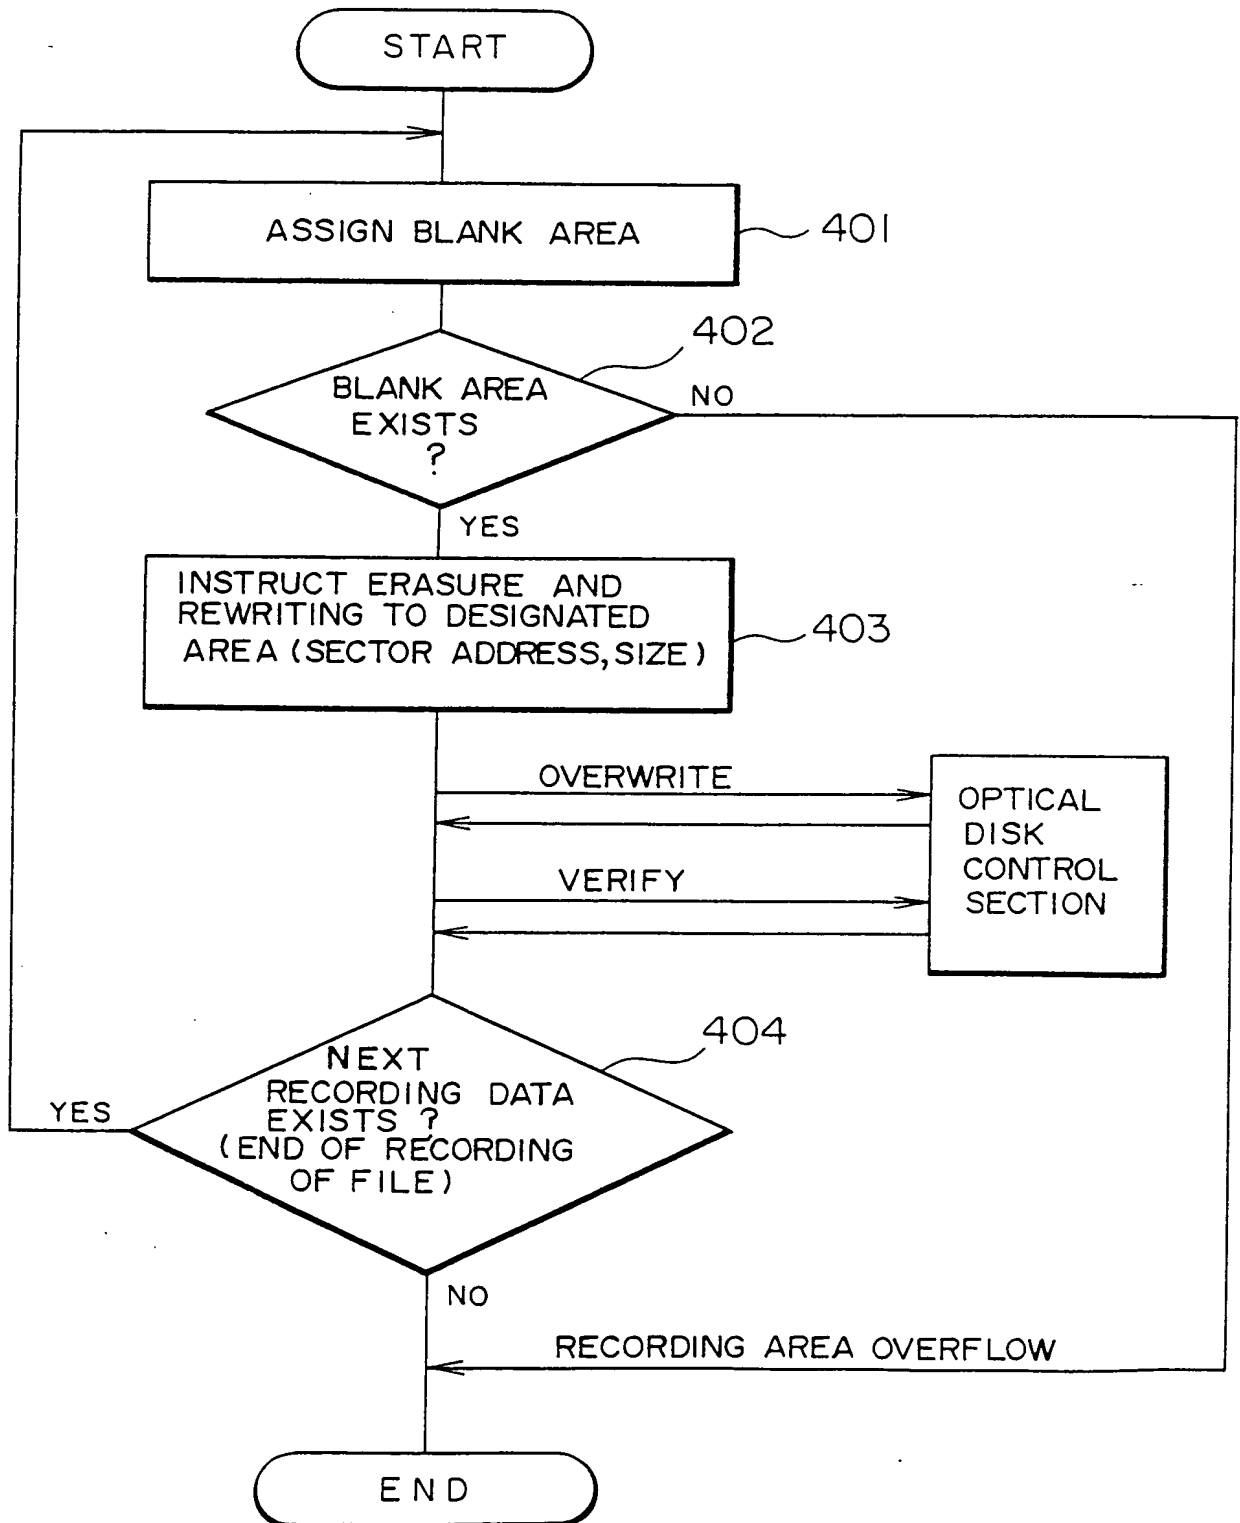 START
ASSIGN BLANK AREA
401
402
BLANK AREA
EXISTS
?
NO
YES
INSTRUCT ERASURE AND
REWRITING TO DESIGNATED
AREA (SECTOR ADDRESS, SIZE)
403
OVERWRITE
OPTICAL
DISK
CONTROL
SECTION
VERIFY
404
NEXT
RECORDING DATA
EXISTS ?
(END OF RECORDING
OF FILE)
YES
NO
RECORDING AREA OVERFLOW
END